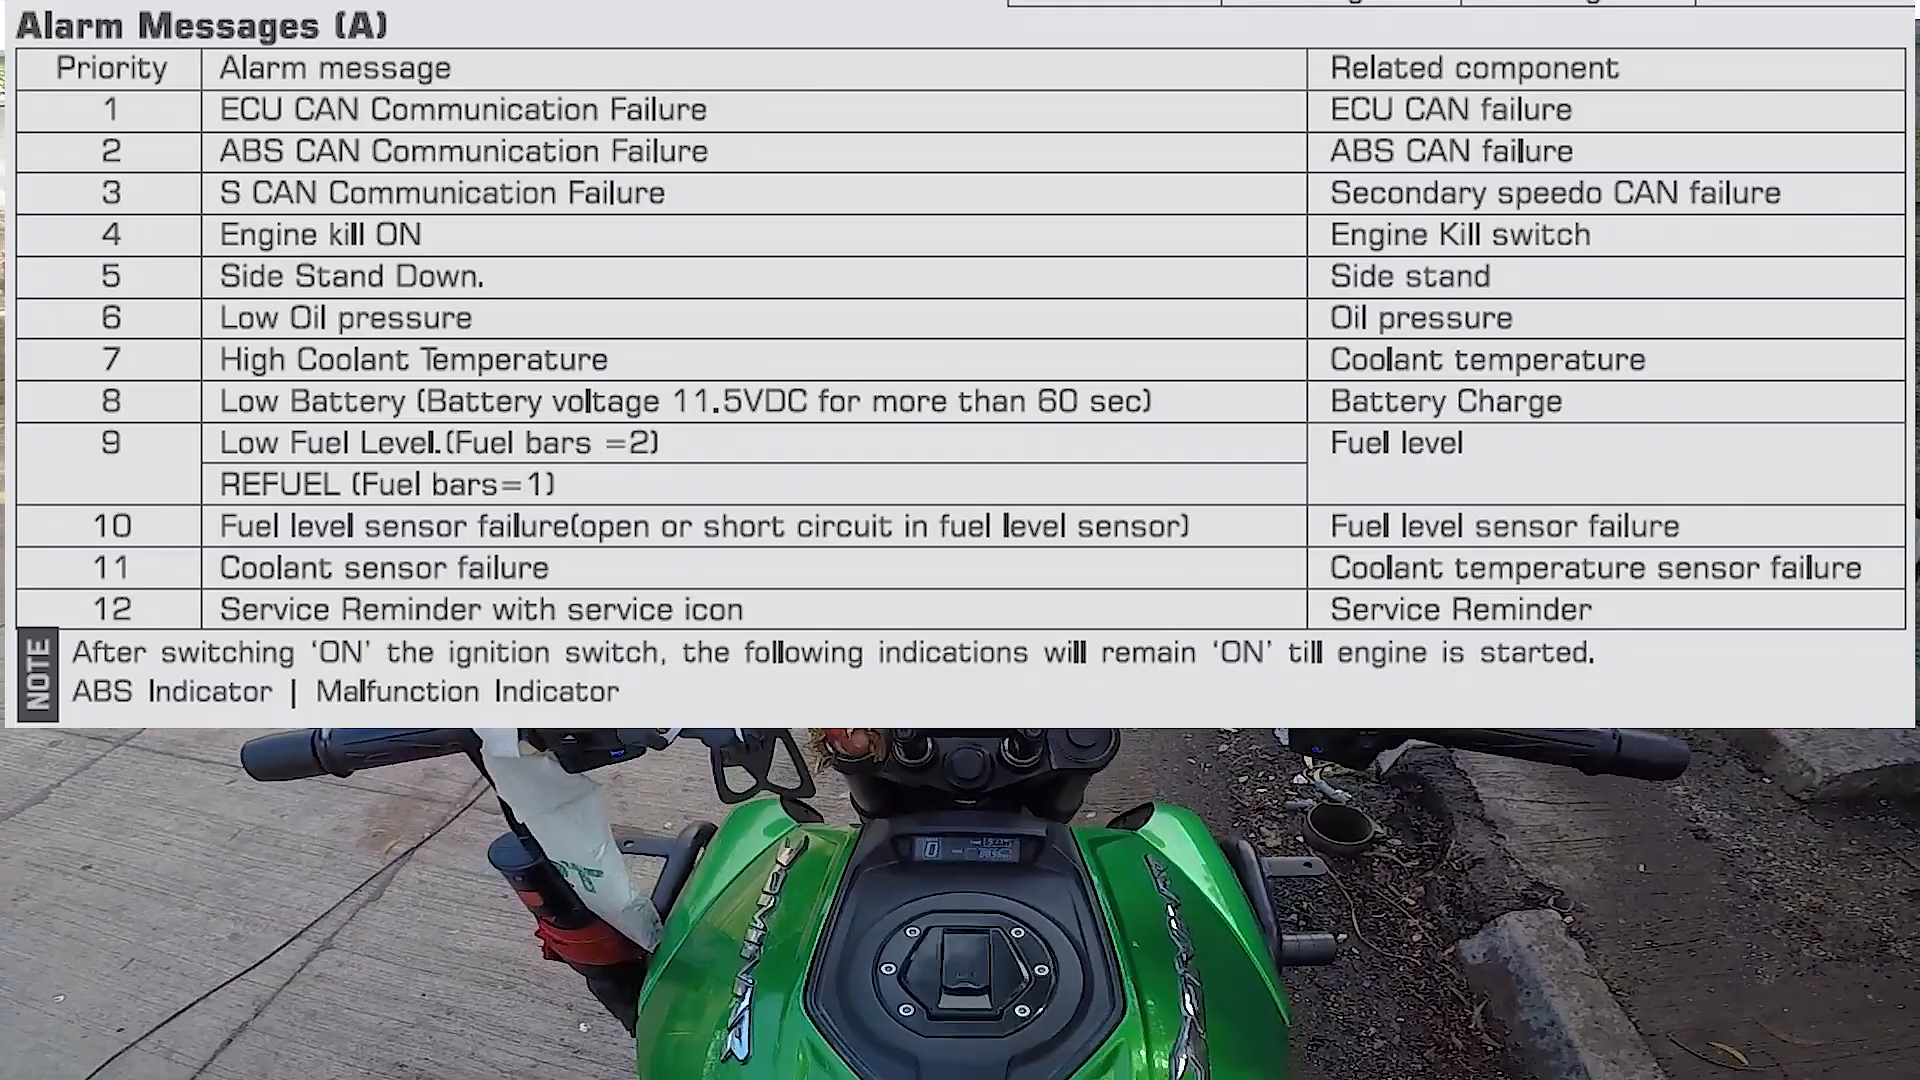 Alarm Messages (A)
Priority Alarm message Related component
1 ECU CAN Communication Failure ECU CAN failure
2 ABS CAN Communication Failure ABS CAN failure
3 S CAN Communication Failure Secondary speedo CAN failure
4 Engine kill ON Engine Kill switch
5 Side Stand Down. Side stand
6 Low Oil pressure Oil pressure
7 High Coolant Temperature Coolant temperature
8 Low Battery (Battery voltage 11.5VDC for more than 60 sec) Battery Charge
9 Low Fuel Level.(Fuel bars =2) Fuel level
REFUEL (Fuel bars=1)
10 Fuel level sensor failure(open or short circuit in fuel level sensor) Fuel level sensor failure
11 Coolant sensor failure Coolant temperature sensor failure
12 Service Reminder with service icon Service Reminder
NOTE
After switching ‘ON’ the ignition switch, the following indications will remain ‘ON’ till engine is started.
ABS Indicator | Malfunction Indicator
0
DOMINAR